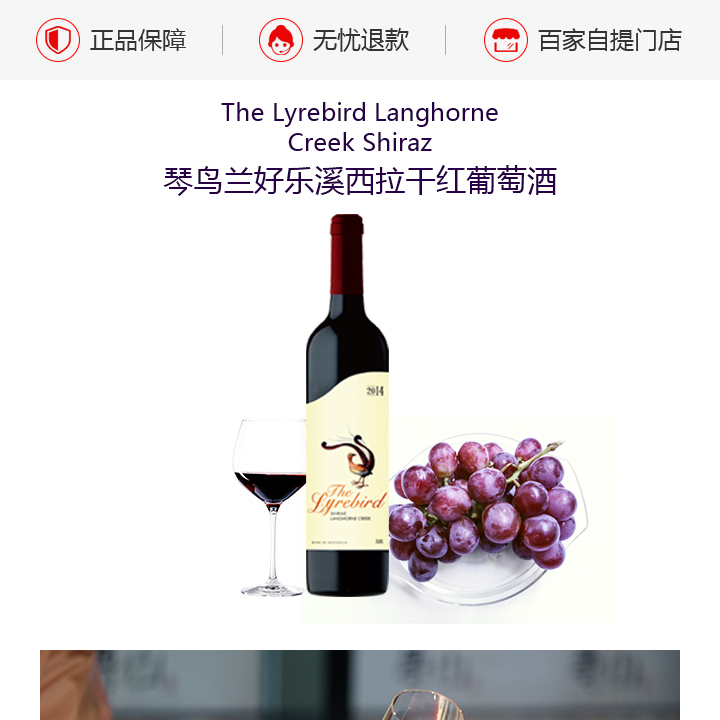 正品保障
无忧退款
百家自提门店
The Lyrebird Langhorne
Creek Shiraz
琴鸟兰好乐溪西拉干红葡萄酒
2014
The
Lyrebird
SHIRAZ
LANGHORNE CREEK